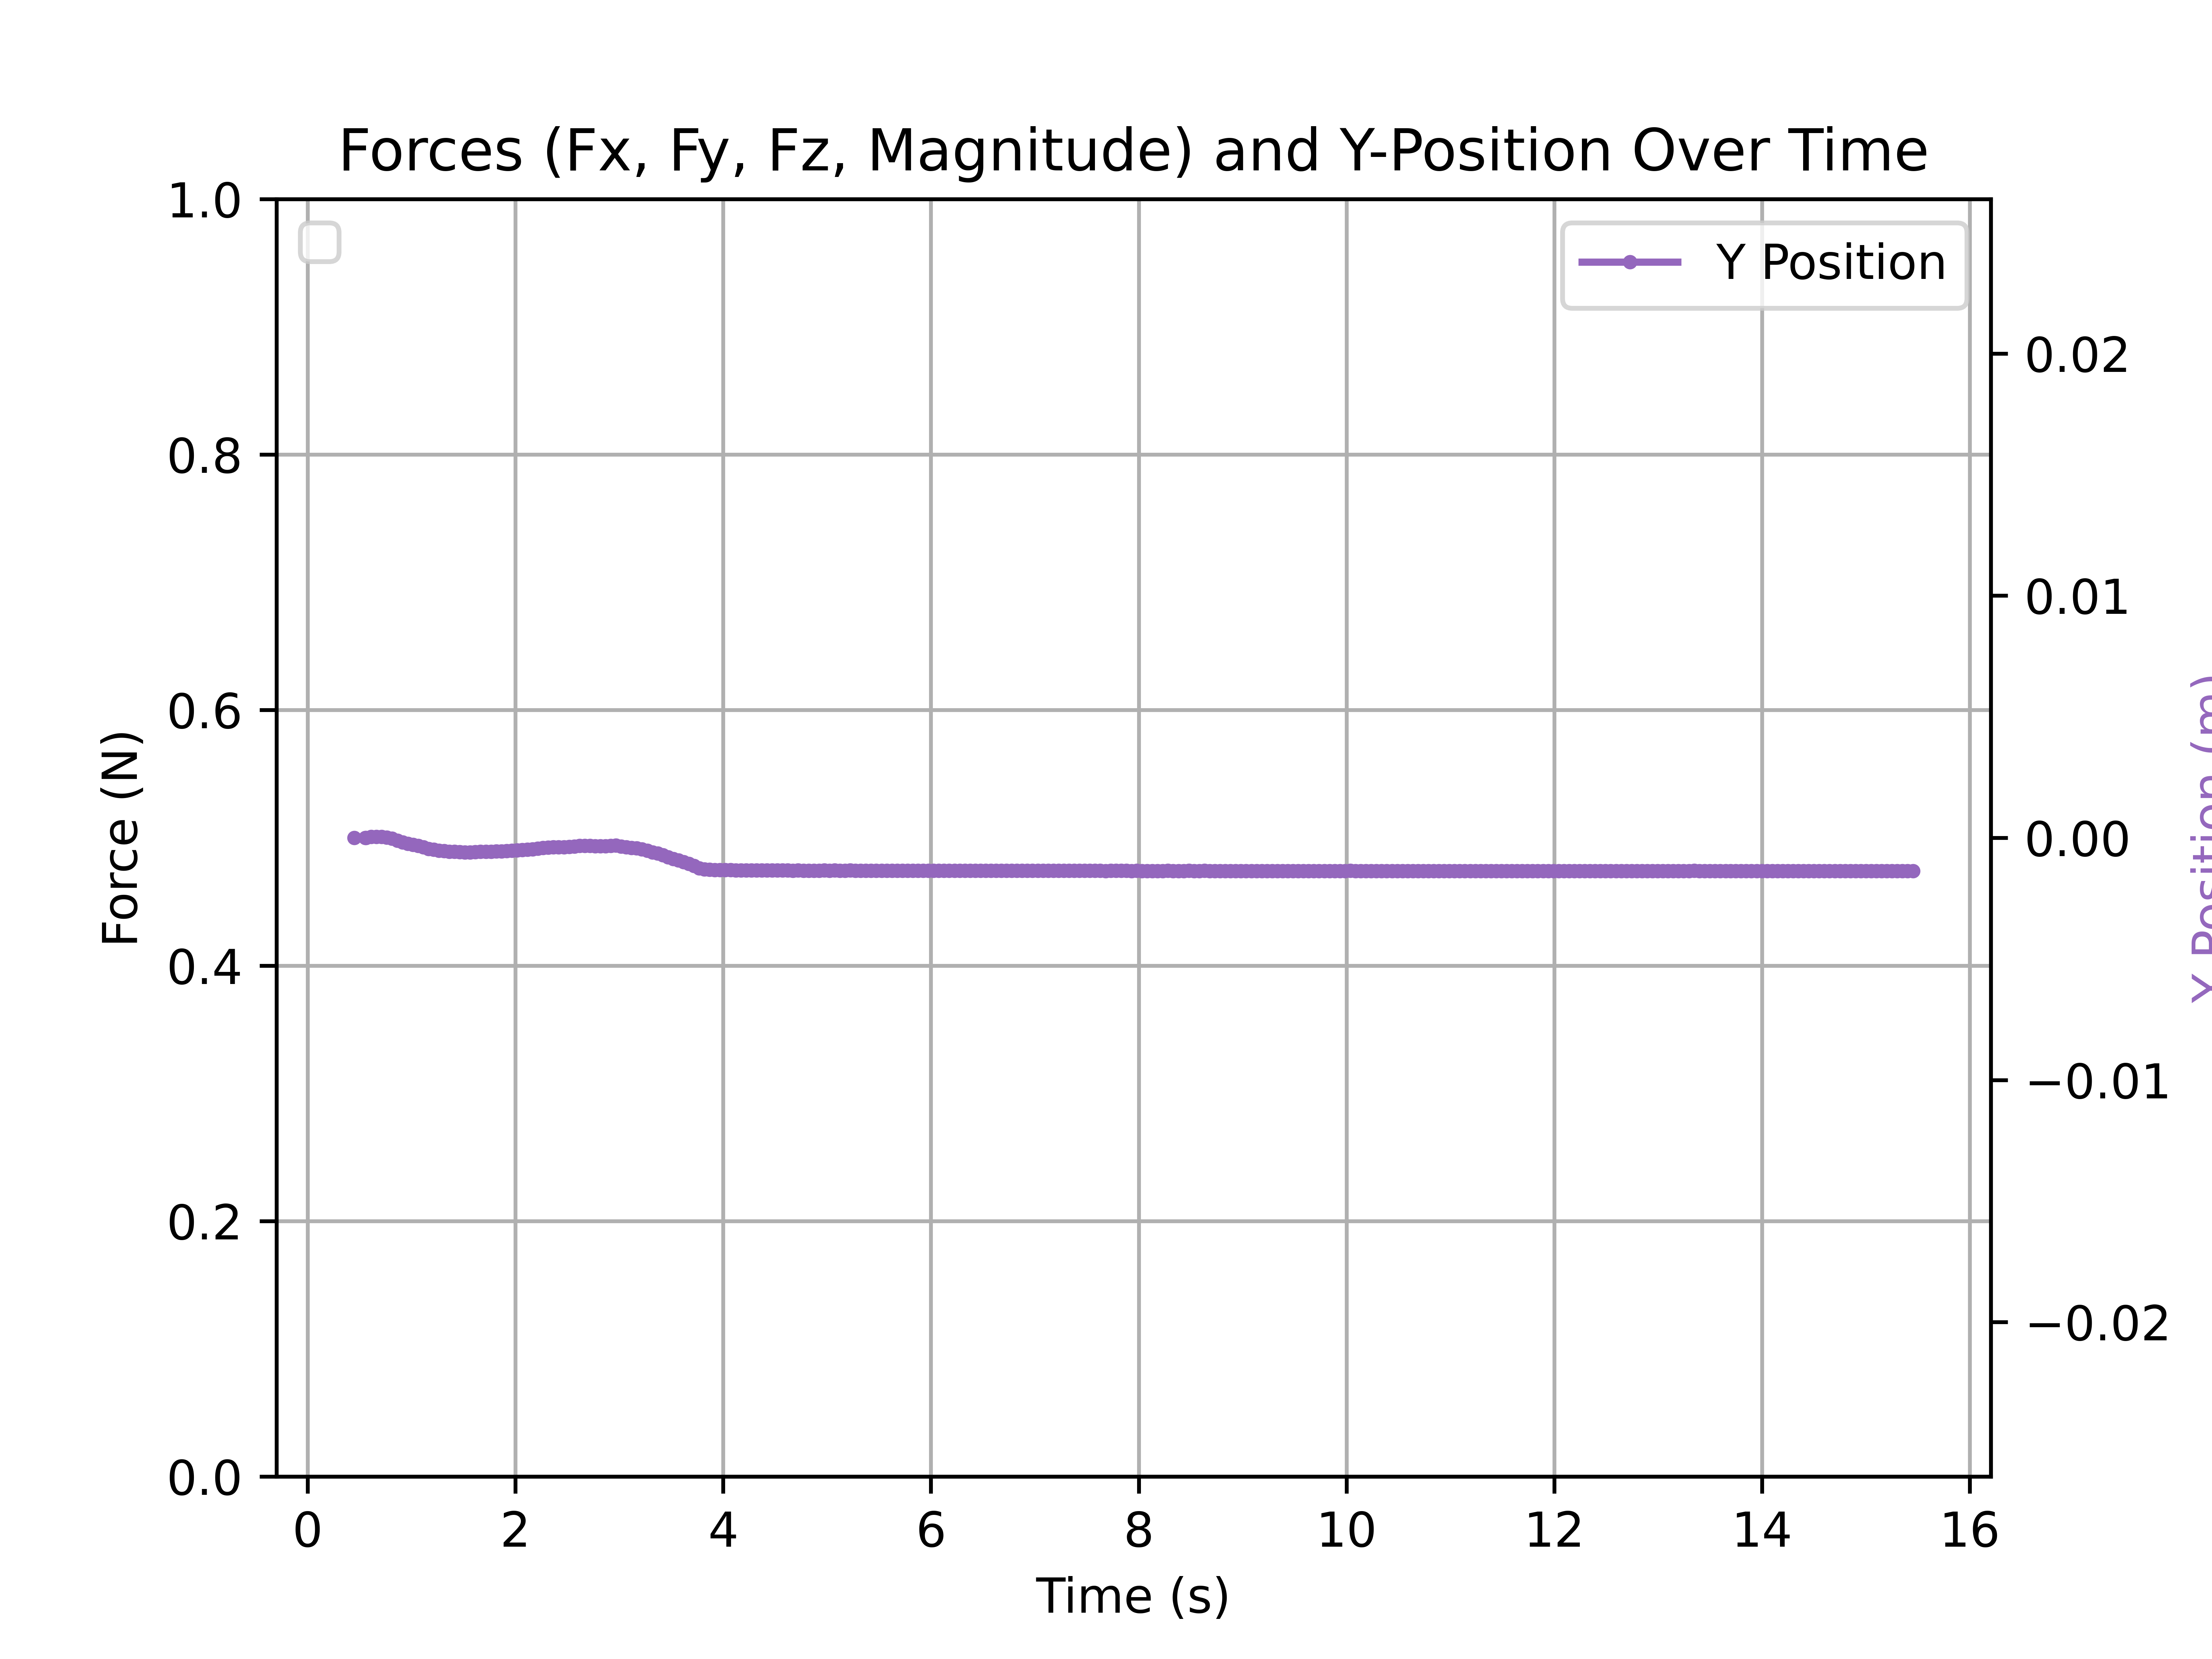 Forces (Fx, Fy, Fz, Magnitude) and Y-Position Over Time
1.0
0.8
0.6
0.4
0.2
0.0
Force (N)
Y Position
0.02
0.01
0.00
−0.01
−0.02
Y Position (m)
0 2 4 6 8 10 12 14 16
Time (s)